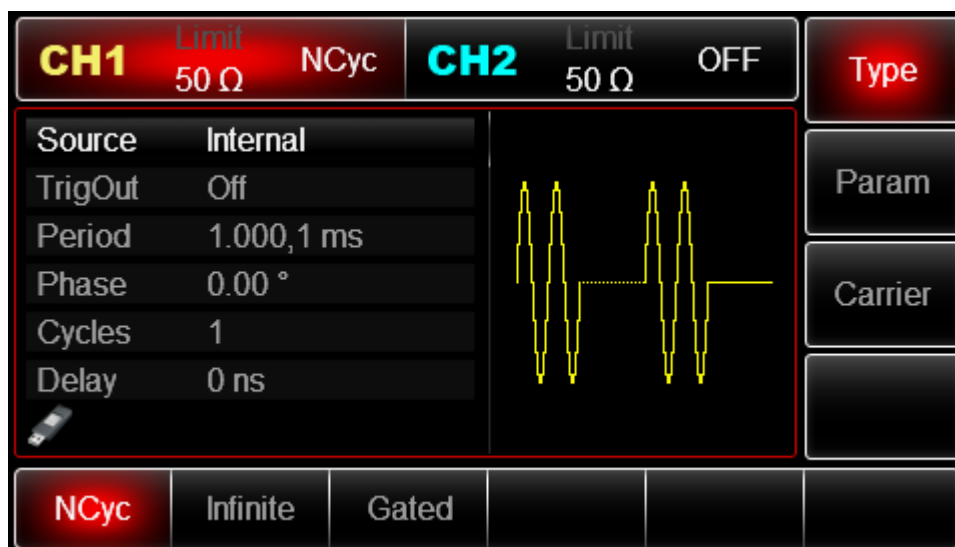 CH1 Limit 50 Ω NCyc CH2 Limit 50 Ω OFF Type
Source Internal
TrigOut Off
Param
Period 1.000,1 ms
Phase 0.00 °
Carrier
Cycles 1
Delay 0 ns
NCyc Infinite Gated